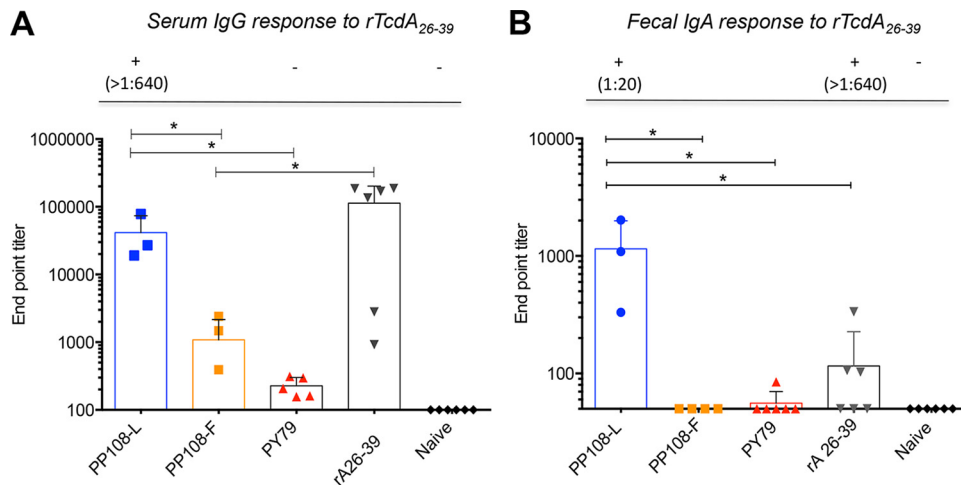 A
Serum IgG response to rTcdA26-39
+ - -
(>1:640)
1000000
100000
10000
1000
100
End point titer
* 
* 
*
PP108-L
PP108-F
PY79
rA26-39
Naive
B
Fecal IgA response to rTcdA26-39
+ + -
(1:20) (>1:640)
10000
1000
100
End point titer
*
*
*
PP108-L
PP108-F
PY79
rA 26-39
Naive